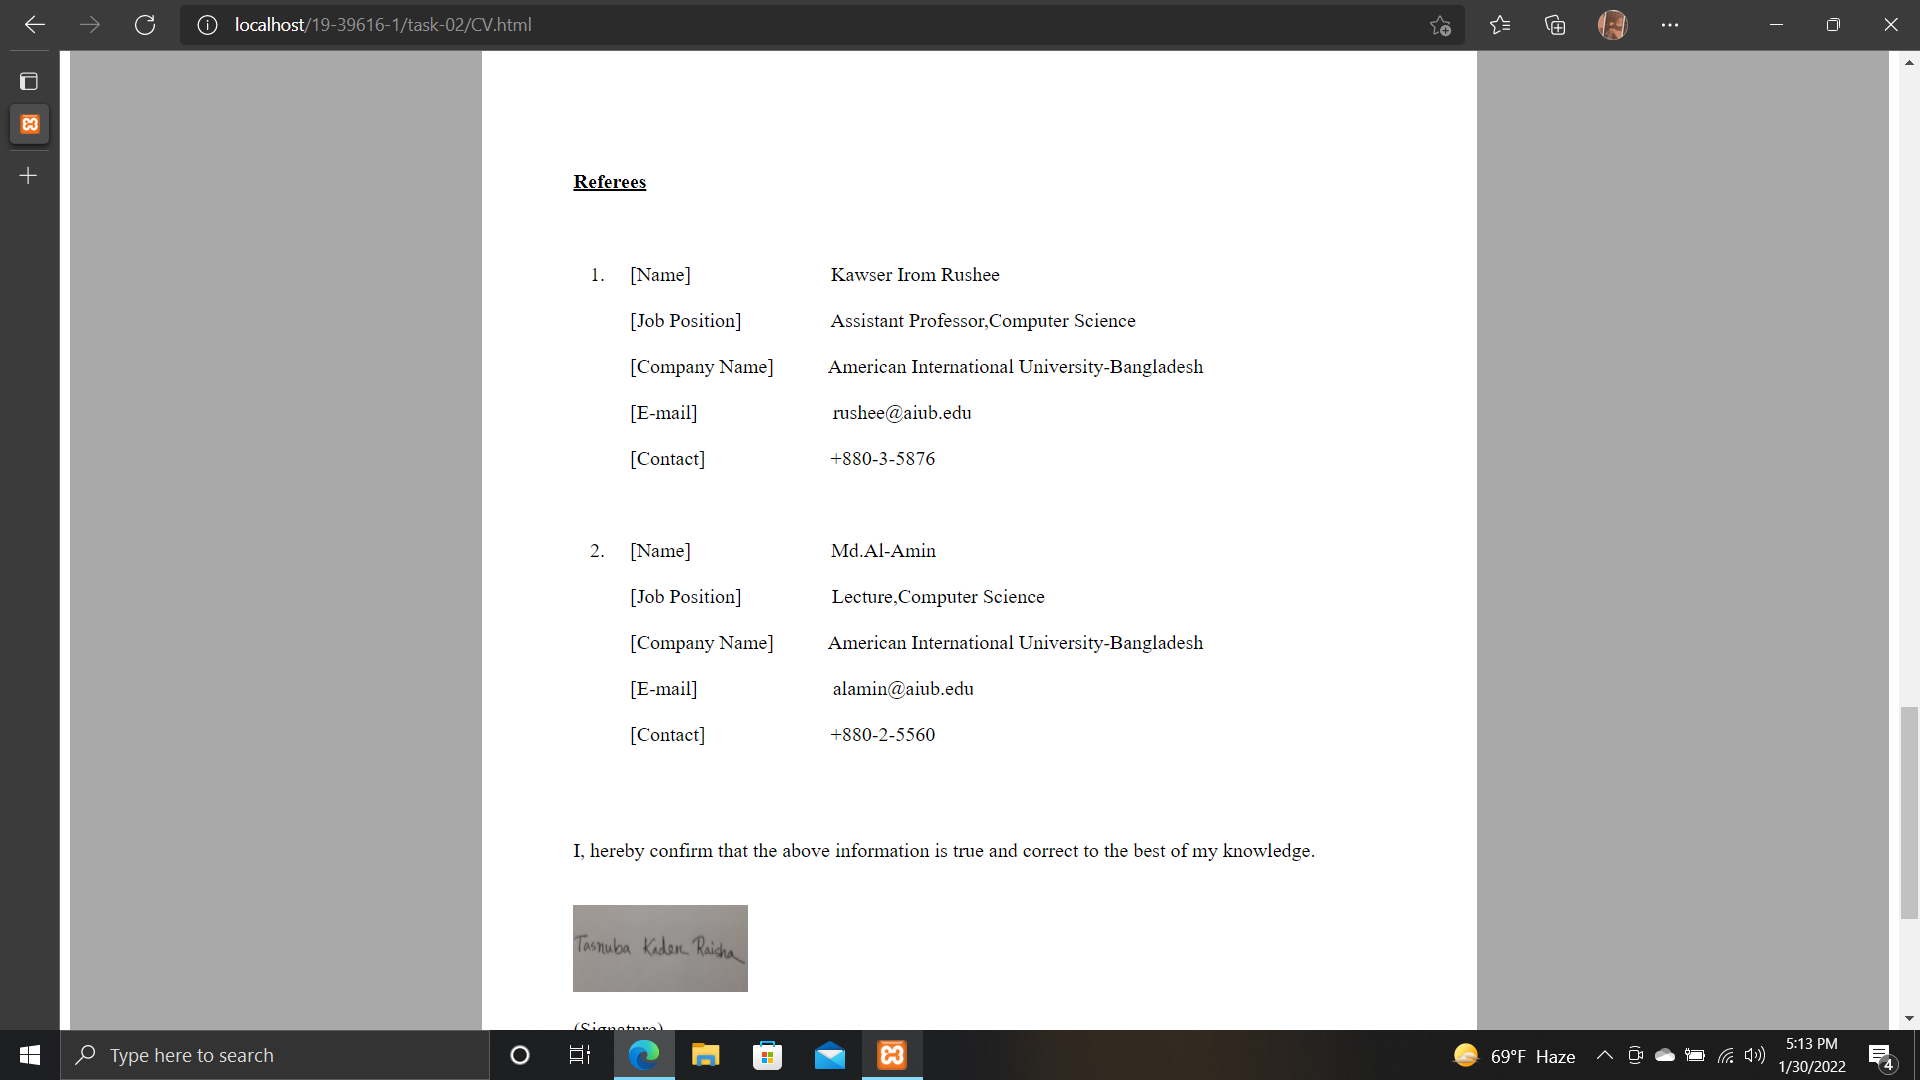 localhost/19-39616-1/task-02/CV.html
Referees
1. [Name] Kawser Irom Rushee
[Job Position] Assistant Professor,Computer Science
[Company Name] American International University-Bangladesh
[E-mail] rushee@aiub.edu
[Contact] +880-3-5876
2. [Name] Md.Al-Amin
[Job Position] Lecture,Computer Science
[Company Name] American International University-Bangladesh
[E-mail] alamin@aiub.edu
[Contact] +880-2-5560
I, hereby confirm that the above information is true and correct to the best of my knowledge.
Tasnuba Kader Raisha
(Signature)
Type here to search
69°F Haze
5:13 PM
1/30/2022
4